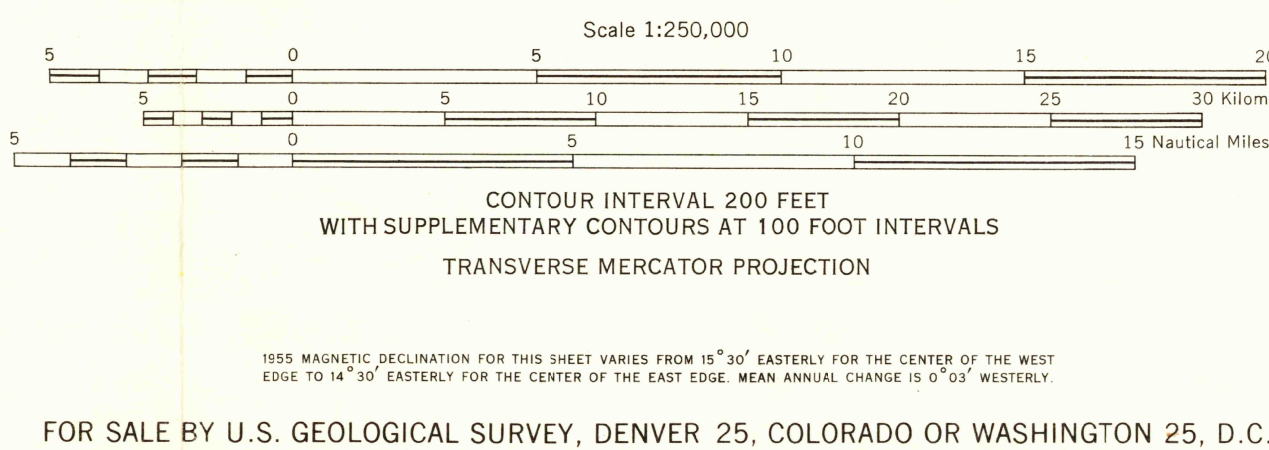 Scale 1:250,000
5 0 5 10 15 20
5 0 5 10 15 20 25 30 Kilom
5 0 5 10 15 Nautical Miles
CONTOUR INTERVAL 200 FEET
WITH SUPPLEMENTARY CONTOURS AT 100 FOOT INTERVALS
TRANSVERSE MERCATOR PROJECTION
1955 MAGNETIC DECLINATION FOR THIS SHEET VARIES FROM 15°30′ EASTERLY FOR THE CENTER OF THE WEST
EDGE TO 14°30′ EASTERLY FOR THE CENTER OF THE EAST EDGE. MEAN ANNUAL CHANGE IS 0°03′ WESTERLY.
FOR SALE BY U.S. GEOLOGICAL SURVEY, DENVER 25, COLORADO OR WASHINGTON 25, D.C.